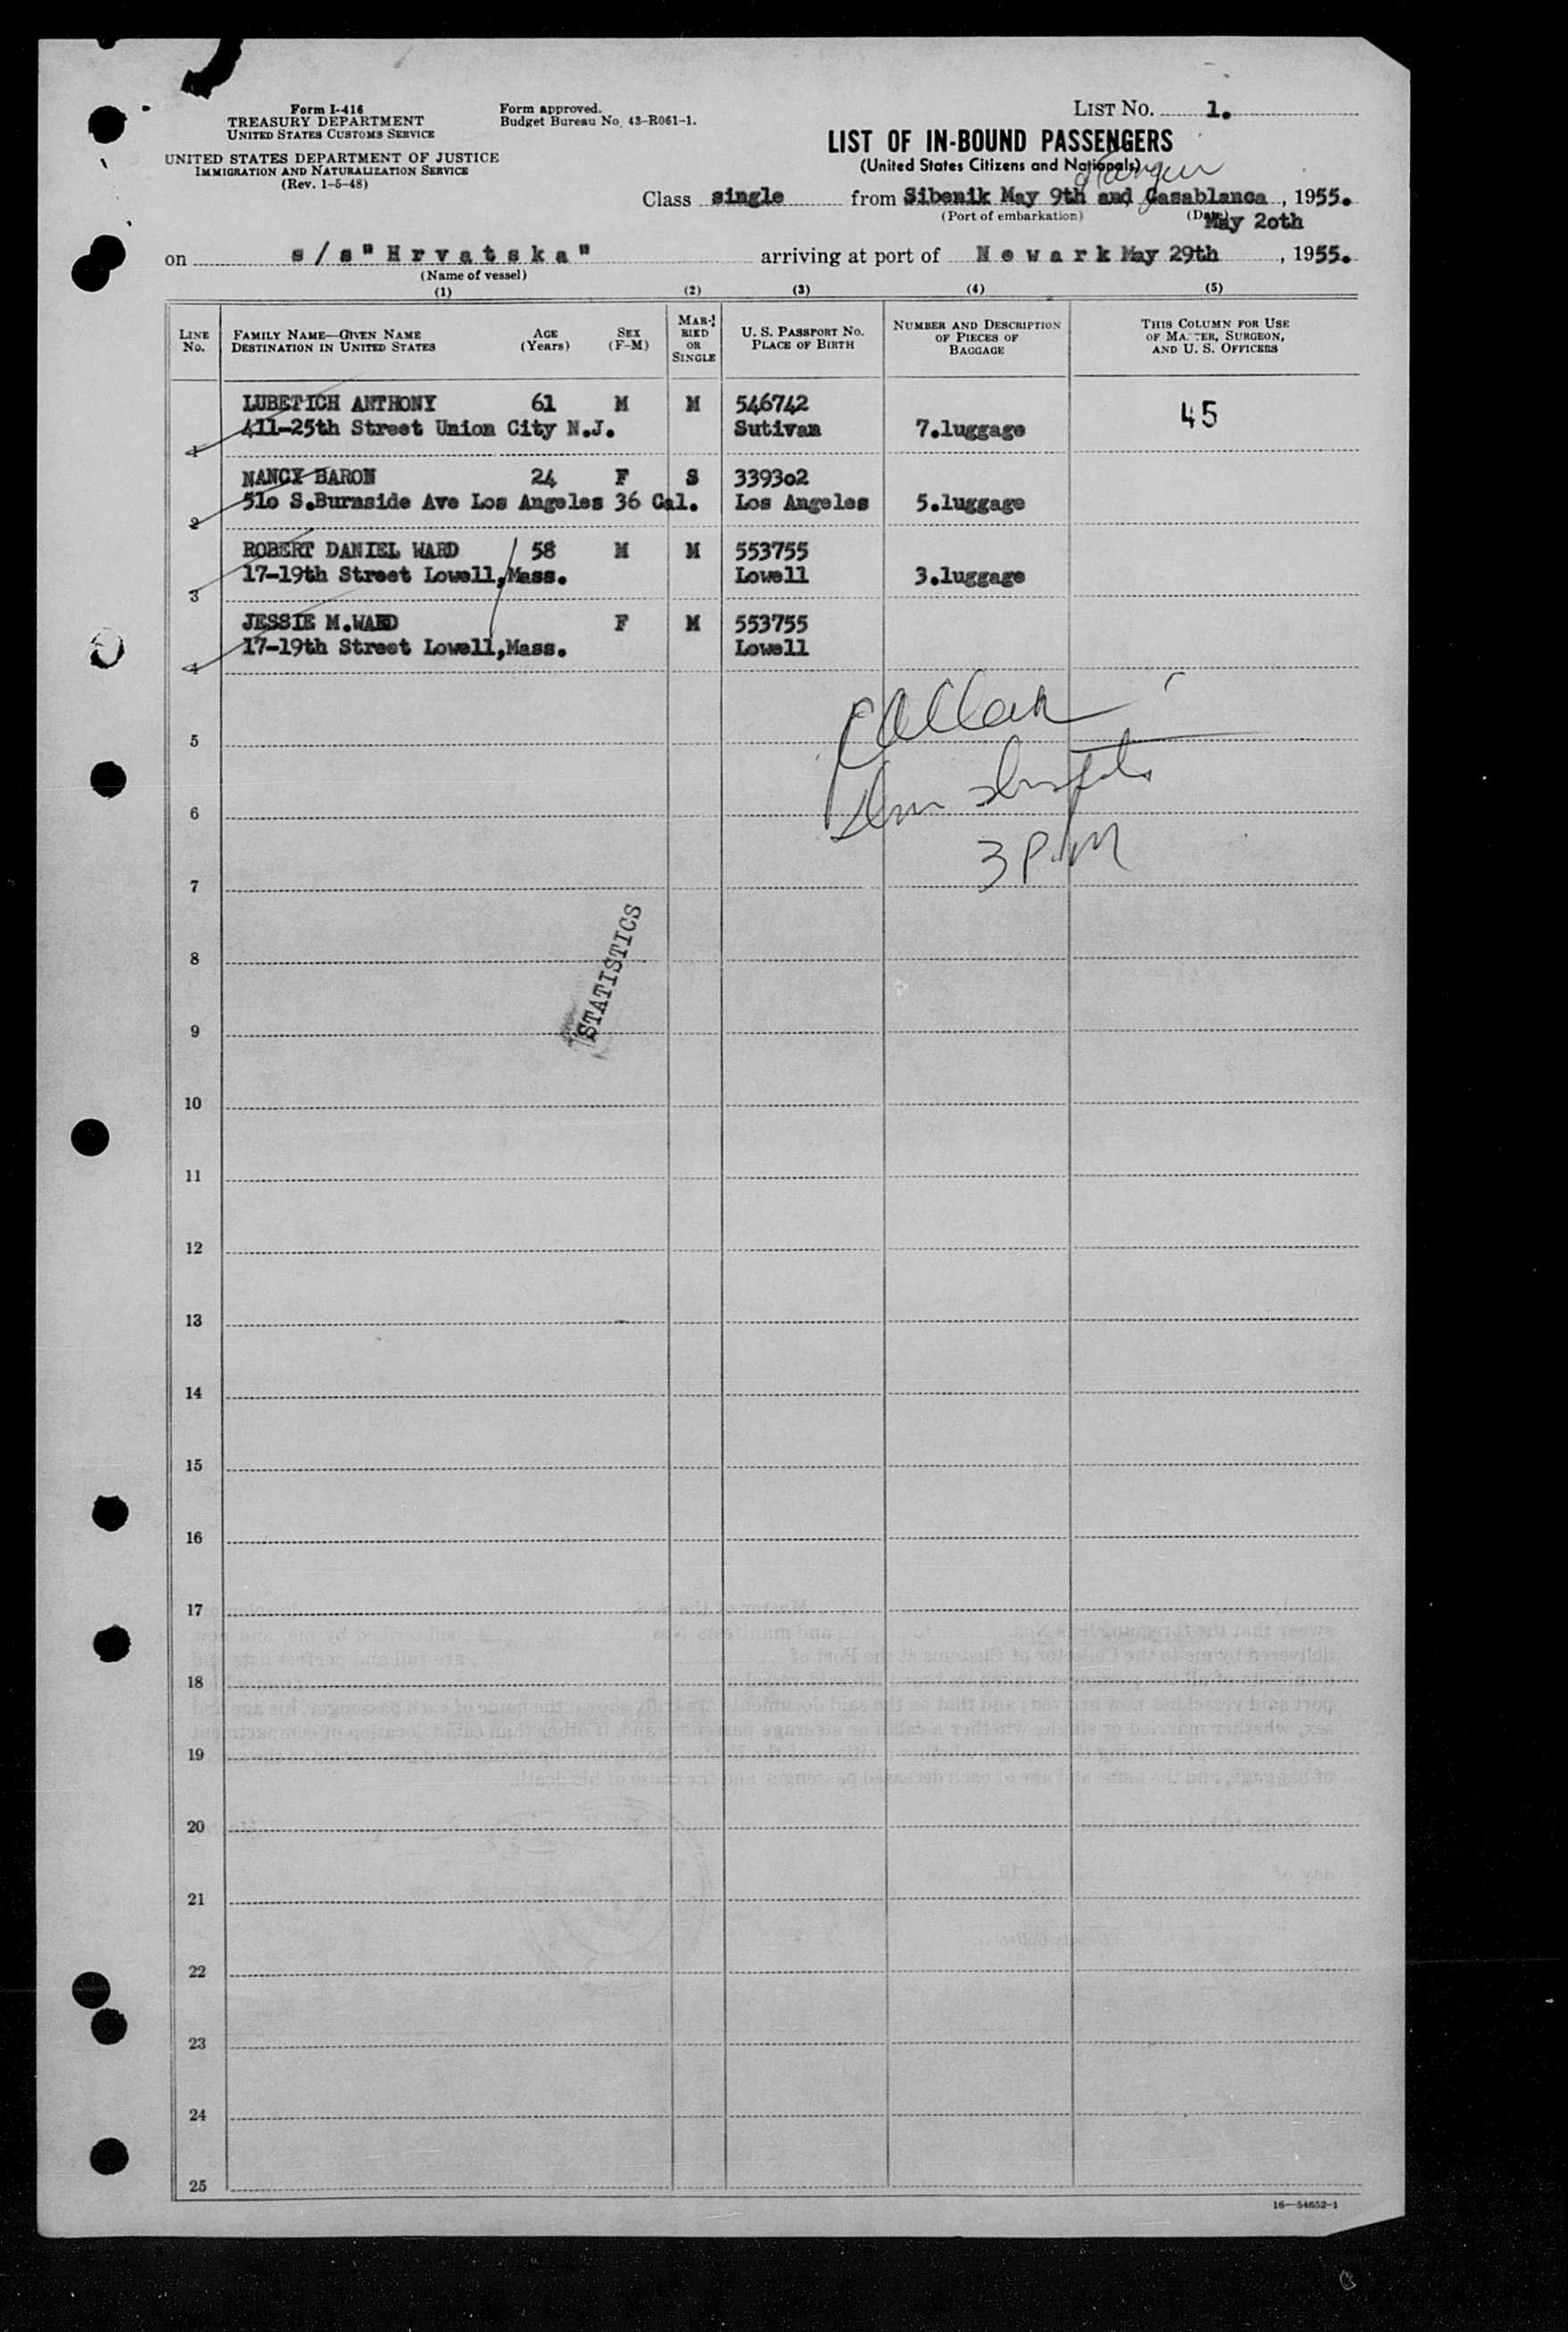 Form I-416
TREASURY DEPARTMENT
UNITED STATES CUSTOMS SERVICE
UNITED STATES DEPARTMENT OF JUSTICE
IMMIGRATION AND NATURALIZATION SERVICE
(Rev. 1-5-48)
Form approved.
Budget Bureau No. 43-R061-1.
LIST NO. 1.
LIST OF IN-BOUND PASSENGERS
(United States Citizens and Nationals)
Class single from Sibenik May 9th and Casablanca, 1955.
(Port of embarkation) (Date)
May 2oth
on s/s"Hrvatska" arriving at port of Newark May 29th, 1955.
(Name of vessel)
(1) (2) (3) (4) (5)
LINE No.
FAMILY NAME—GIVEN NAME
DESTINATION IN UNITED STATES
AGE (Years)
SEX (F-M)
MARRIED OR SINGLE
U. S. PASSPORT NO.
PLACE OF BIRTH
NUMBER AND DESCRIPTION OF PIECES OF BAGGAGE
THIS COLUMN FOR USE OF MASTER, SURGEON, AND U. S. OFFICERS
LUBETICH ANTHONY 61 M M 546742 45
1 411-25th Street Union City N.J. Sutivan 7.luggage
NANCY BARON 24 F S 3393o2
2 51o S.Burnside Ave Los Angeles 36 Cal. Los Angeles 5.luggage
ROBERT DANIEL WARD 58 M M 553755
3 17-19th Street Lowell,Mass. Lowell 3.luggage
JESSIE M.WARD F M 553755
4 17-19th Street Lowell,Mass. Lowell
5
6
3 P.M
7
STATISTICS
8
9
10
11
12
13
14
15
16
17
18
19
20
21
22
23
24
25
16—54652-1